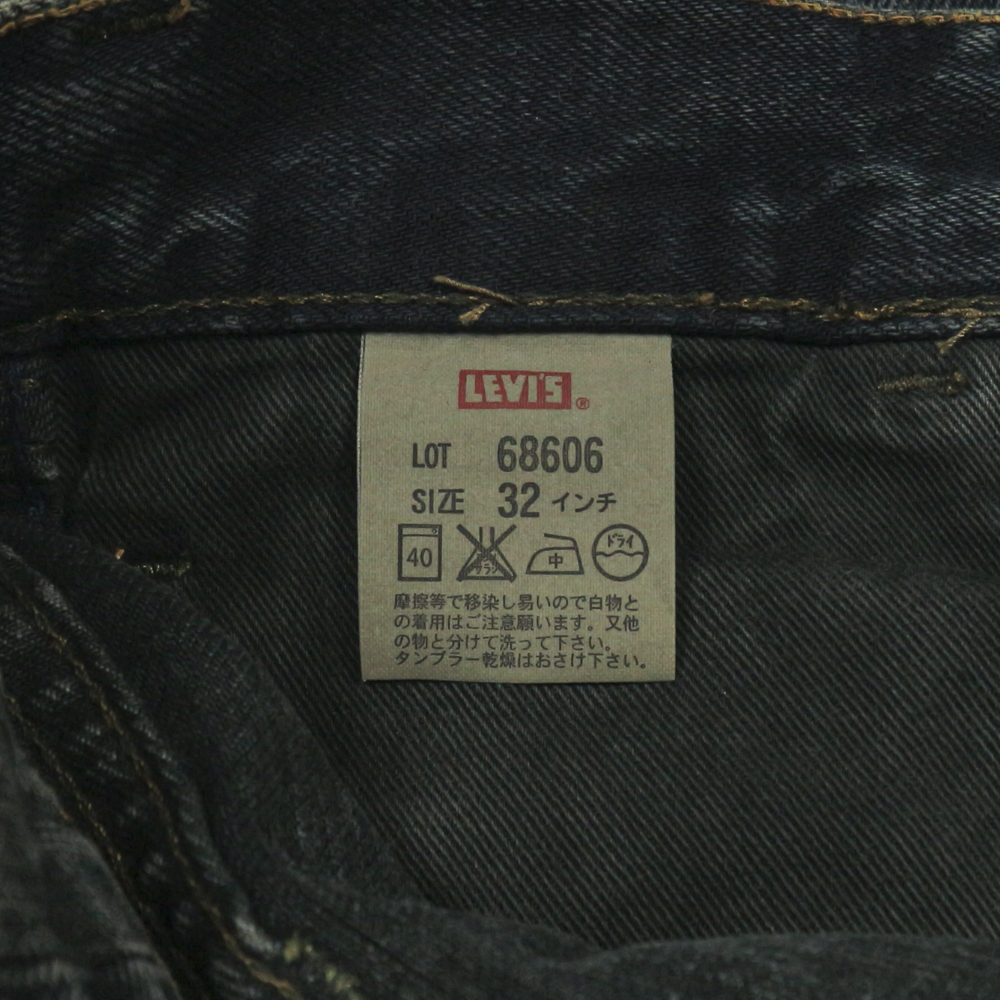 LEVI'S®
LOT 68606
SIZE 32 インチ
40 エンソサラシ 中 ドライ
摩擦等で移染し易いので白物と
の着用はご注意願います。又他
の物と分けて洗って下さい。
タンブラー乾燥はおさけ下さい。